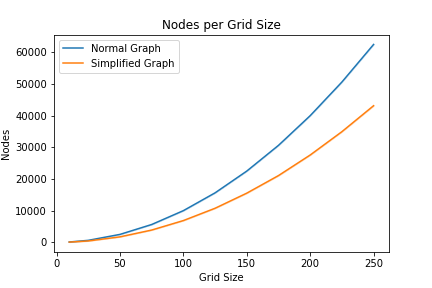 Nodes per Grid Size
Normal Graph
Simplified Graph
Nodes
60000
50000
40000
30000
20000
10000
0
0 50 100 150 200 250
Grid Size